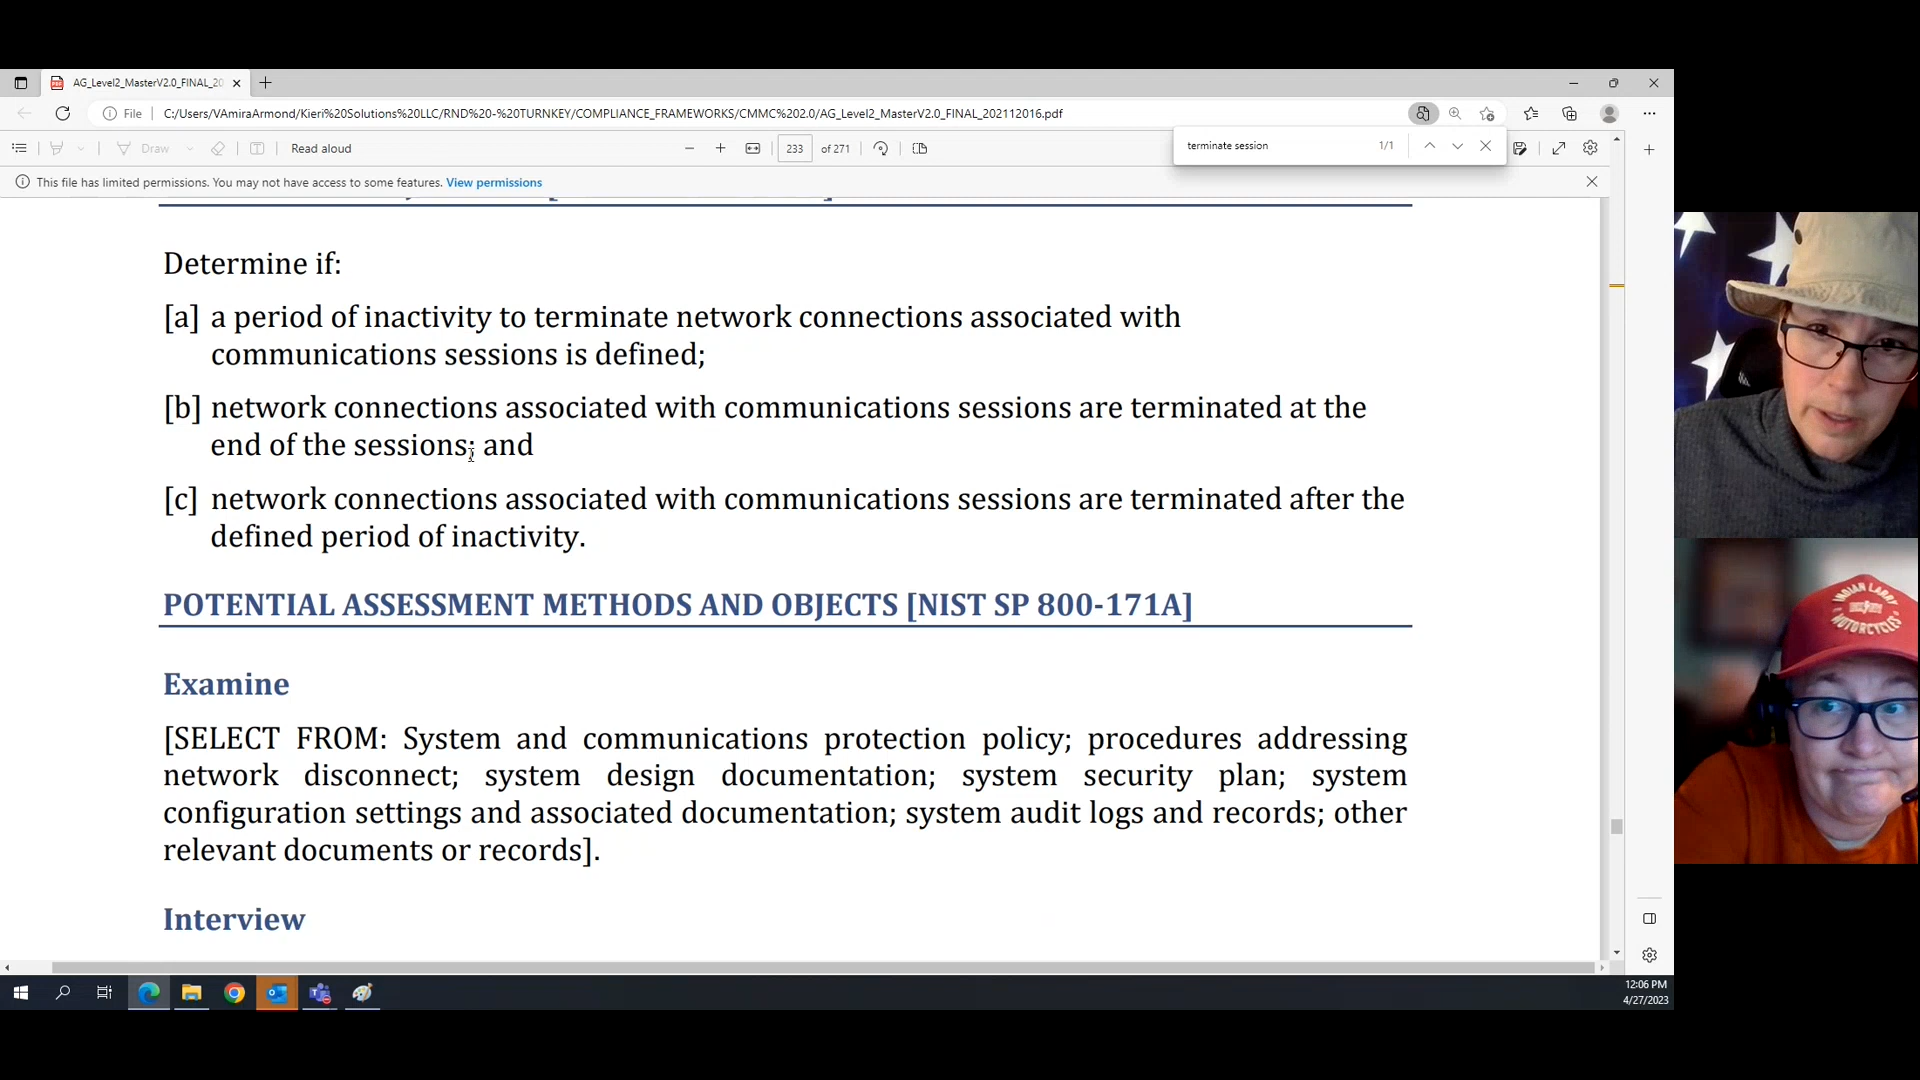 AG_Level2_MasterV2.0_FINAL_20
File C:/Users/VAmiraArmond/Kieri%20Solutions%20LLC/RND%20-%20TURNKEY/COMPLIANCE_FRAMEWORKS/CMMC%202.0/AG_Level2_MasterV2.0_FINAL_202112016.pdf
terminate session 1/1
Draw Read aloud 233 of 271
This file has limited permissions. You may not have access to some features. View permissions
Determine if:
[a] a period of inactivity to terminate network connections associated with
communications sessions is defined;
[b] network connections associated with communications sessions are terminated at the
end of the sessions; and
[c] network connections associated with communications sessions are terminated after the
defined period of inactivity.
POTENTIAL ASSESSMENT METHODS AND OBJECTS [NIST SP 800-171A]
Examine
[SELECT FROM: System and communications protection policy; procedures addressing
network disconnect; system design documentation; system security plan; system
configuration settings and associated documentation; system audit logs and records; other
relevant documents or records].
Interview
12:06 PM
4/27/2023
INDIAN LARRY
MOTORCYCLES